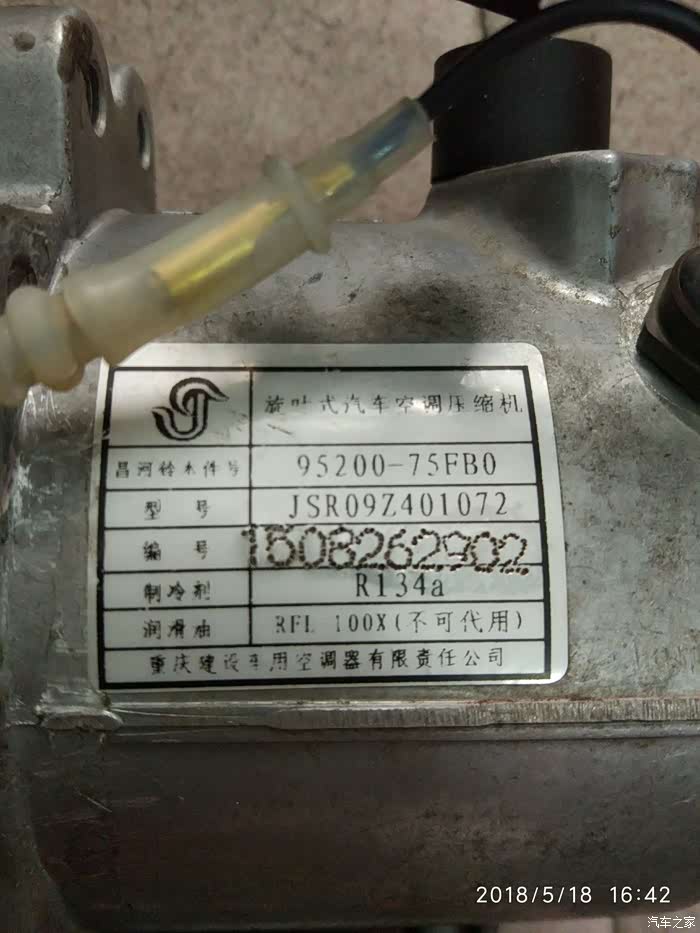 旋叶式汽车空调压缩机
昌河铃木件号 95200-75FB0
型号 JSR09Z401072
编号 1508262902
制冷剂 R134a
润滑油 RFL 100X(不可代用)
重庆建设车用空调器有限责任公司
2018/5/18 16:42
汽车之家